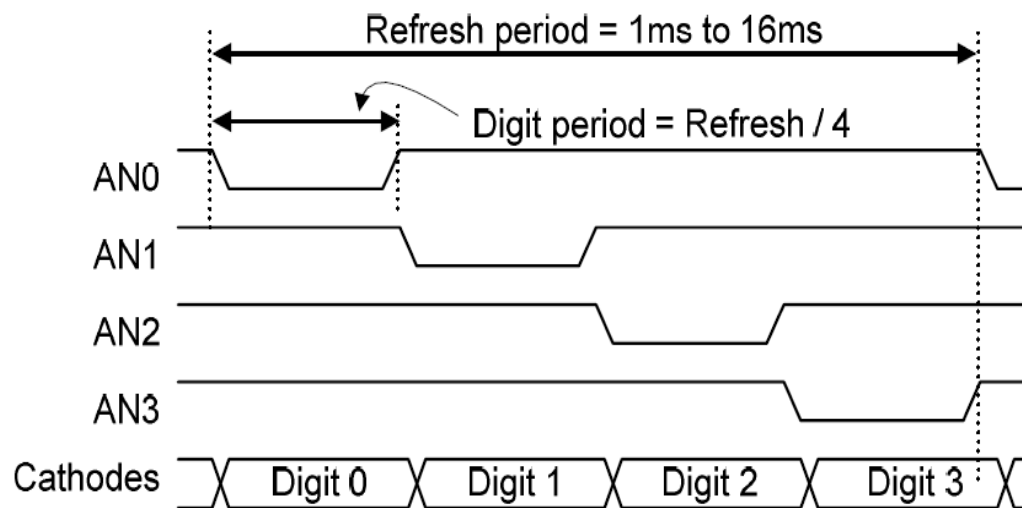 Refresh period = 1ms to 16ms
Digit period = Refresh / 4
AN0
AN1
AN2
AN3
Cathodes Digit 0 Digit 1 Digit 2 Digit 3